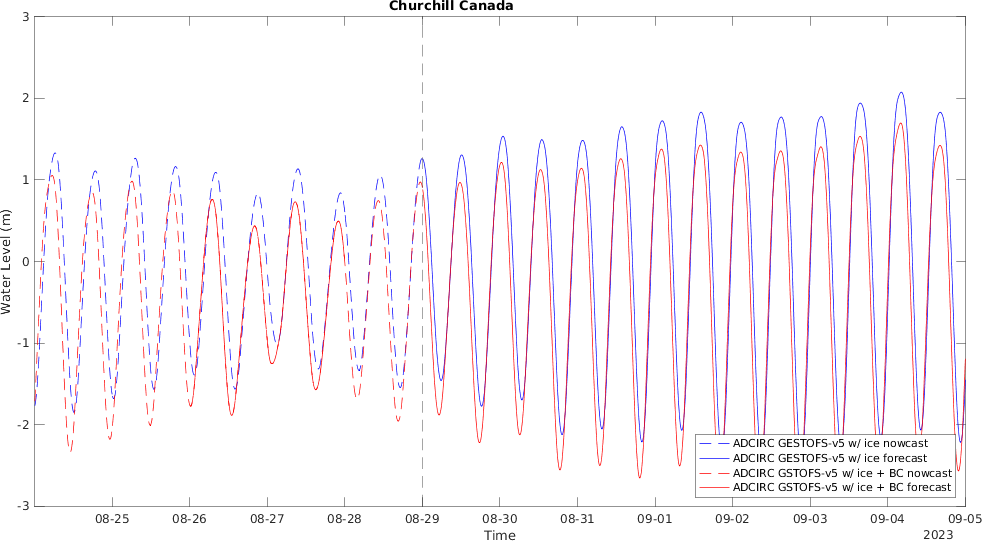 Churchill Canada
3
2
1
0
-1
-2
-3
Water Level (m)
ADCIRC GESTOFS-v5 w/ ice nowcast
ADCIRC GESTOFS-v5 w/ ice forecast
ADCIRC GSTOFS-v5 w/ ice + BC nowcast
ADCIRC GSTOFS-v5 w/ ice + BC forecast
08-25 08-26 08-27 08-28 08-29 08-30 08-31 09-01 09-02 09-03 09-04 09-05
Time
2023